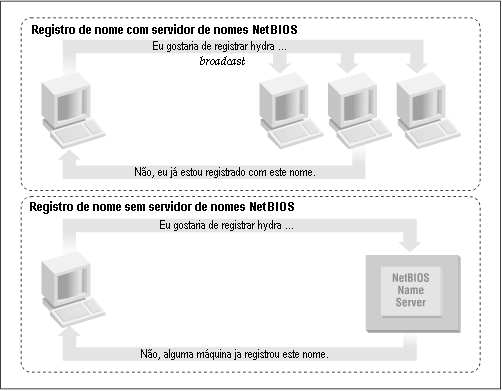 Registro de nome com servidor de nomes NetBIOS
Eu gostaria de registrar hydra ...
broadcast
Não, eu já estou registrado com este nome.
Registro de nome sem servidor de nomes NetBIOS
Eu gostaria de registrar hydra ...
NetBIOS
Name
Server
Não, alguma máquina ja registrou este nome.